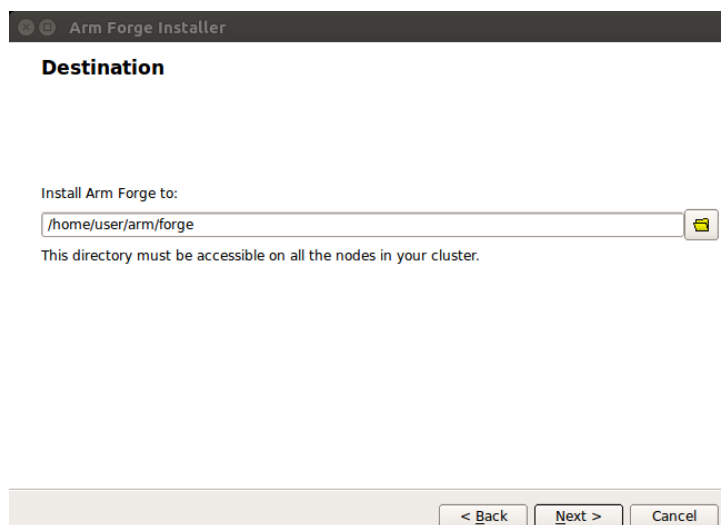 Arm Forge Installer
Destination
Install Arm Forge to:
/home/user/arm/forge
This directory must be accessible on all the nodes in your cluster.
< Back Next > Cancel